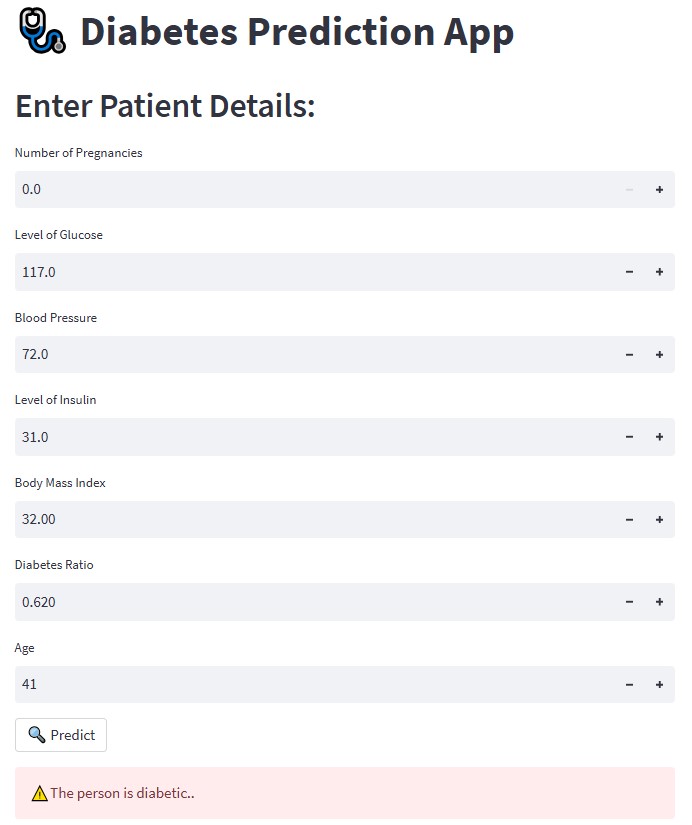 Diabetes Prediction App
Enter Patient Details:
Number of Pregnancies
0.0
Level of Glucose
117.0
Blood Pressure
72.0
Level of Insulin
31.0
Body Mass Index
32.00
Diabetes Ratio
0.620
Age
41
Predict
The person is diabetic..